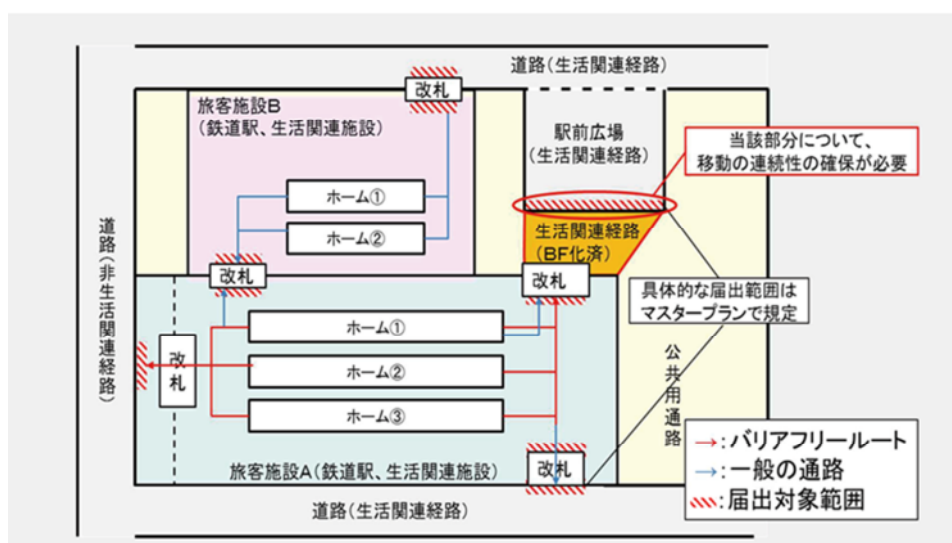 道路(生活関連経路)
改札
旅客施設B
(鉄道駅、生活関連施設)
駅前広場
(生活関連経路)
当該部分について、
移動の連続性の確保が必要
ホーム①
ホーム②
生活関連経路
(BF化済)
道路(非生活関連経路)
改札
改札
具体的な届出範囲は
マスタープランで規定
ホーム①
改札
ホーム②
ホーム③
公共用通路
旅客施設A(鉄道駅、生活関連施設)
改札
道路(生活関連経路)
→:バリアフリールート
→:一般の通路
:届出対象範囲